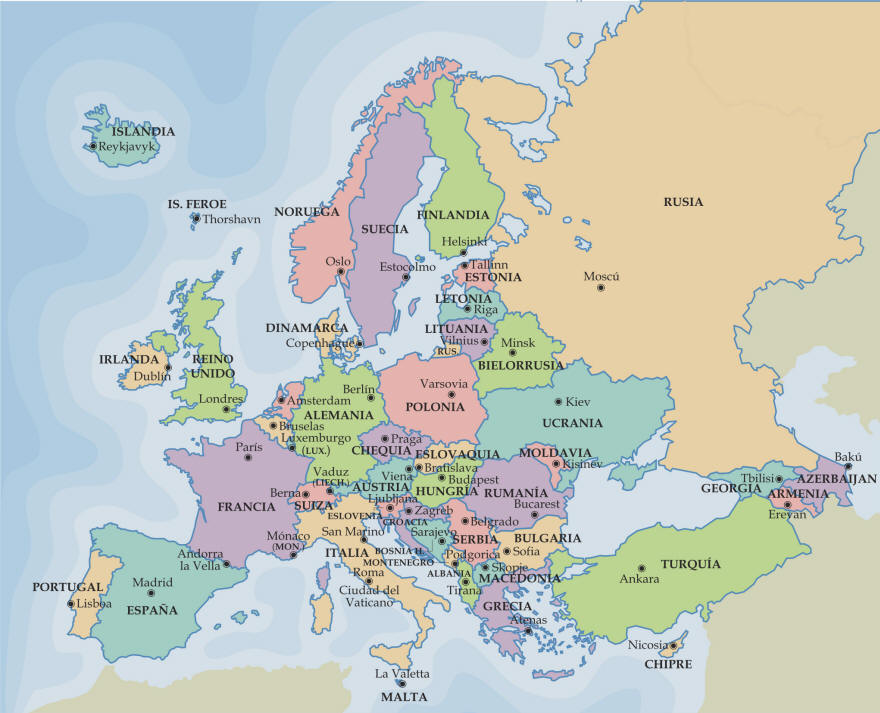 ISLANDIA
Reykjavyk
IS. FEROE
Thorshavn
NORUEGA
SUECIA
FINLANDIA
RUSIA
Helsinki
Oslo
Estocolmo
Tallinn
ESTONIA
Moscú
LETONIA
Riga
DINAMARCA
Copenhague
LITUANIA
Vilnius
RUS.
Minsk
BIELORRUSIA
IRLANDA
Dublín
REINO
UNIDO
Londres
Amsterdam
Berlín
ALEMANIA
Varsovia
POLONIA
Kiev
UCRANIA
Bruselas
Luxemburgo
(LUX.)
París
Praga
CHEQUIA
ESLOVAQUIA
Bratislava
MOLDAVIA
Kisinev
Vaduz
(LIECH.)
Viena
AUSTRIA
Budapest
HUNGRÍA
Berna
SUIZA
FRANCIA
Ljubljana
ESLOVENIA
Zagreb
CROACIA
RUMANÍA
Bucarest
Bakú
Tbilisi
GEORGIA
AZERBAIJAN
ARMENIA
Erevan
San Marino
Mónaco
(MON.)
ITALIA
Sarajevo
BOSNIA H.
Belgrado
SERBIA
BULGARIA
Sofia
MONTENEGRO
Podgorica
Skopje
MACEDONIA
ALBANIA
Tirana
Andorra
la Vella
Roma
Ciudad del
Vaticano
PORTUGAL
Lisboa
Madrid
ESPAÑA
GRECIA
Atenas
TURQUÍA
Ankara
Nicosia
CHIPRE
La Valetta
MALTA